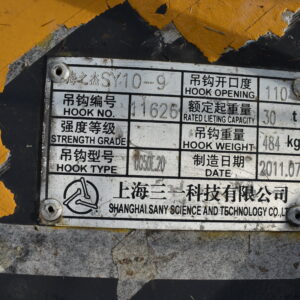 SY10-9 吊钩开口度 110
HOOK OPENING
吊钩编号 11626 额定起重量 30 t
HOOK NO. RATED LIETING CAPACITY
强度等级 吊钩重量 484 kg
STRENGTH GRADE HOOK WEIGHT
吊钩型号 制造日期 2011.07
HOOK TYPE DATE
上海三一科技有限公司
SHANGHAI SANY SCIENCE AND TECHNOLOGY CO.,LT